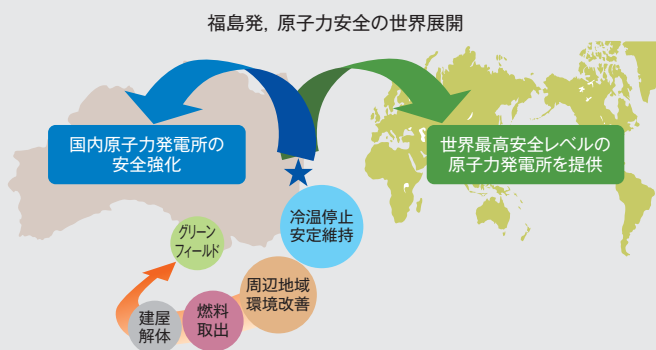 福島発，原子力安全の世界展開
国内原子力発電所の
安全強化
世界最高安全レベルの
原子力発電所を提供
冷温停止
安定維持
周辺地域
環境改善
燃料
取出
建屋
解体
グリーン
フィールド